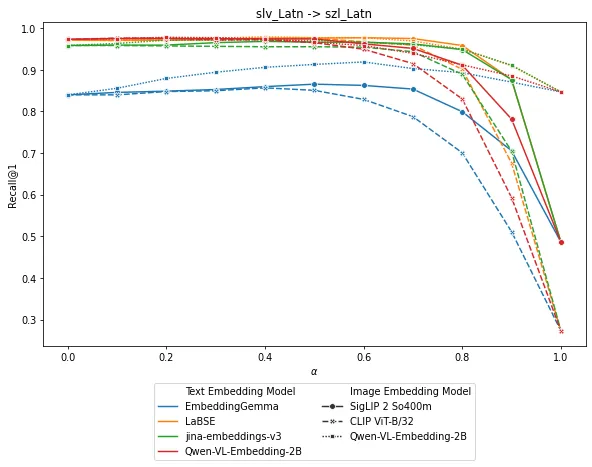 slv_Latn -> szl_Latn
Recall@1
1.0
0.9
0.8
0.7
0.6
0.5
0.4
0.3
0.0 0.2 0.4 0.6 0.8 1.0
α
Text Embedding Model Image Embedding Model
EmbeddingGemma SigLIP 2 So400m
LaBSE CLIP ViT-B/32
jina-embeddings-v3 Qwen-VL-Embedding-2B
Qwen-VL-Embedding-2B